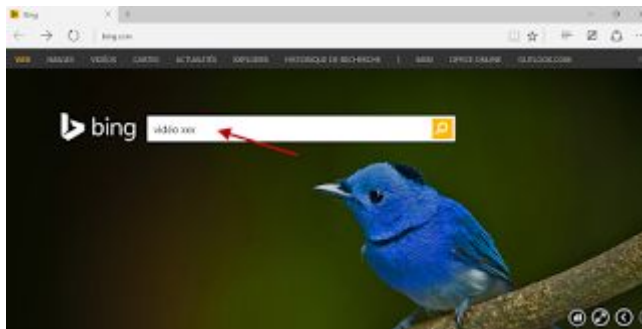 Bing
bing.com
WEB IMAGES VIDÉOS CARTES ACTUALITÉS EXPLORER HISTORIQUE DE RECHERCHE | MSN OFFICE ONLINE OUTLOOK.COM
bing vidéo xxx